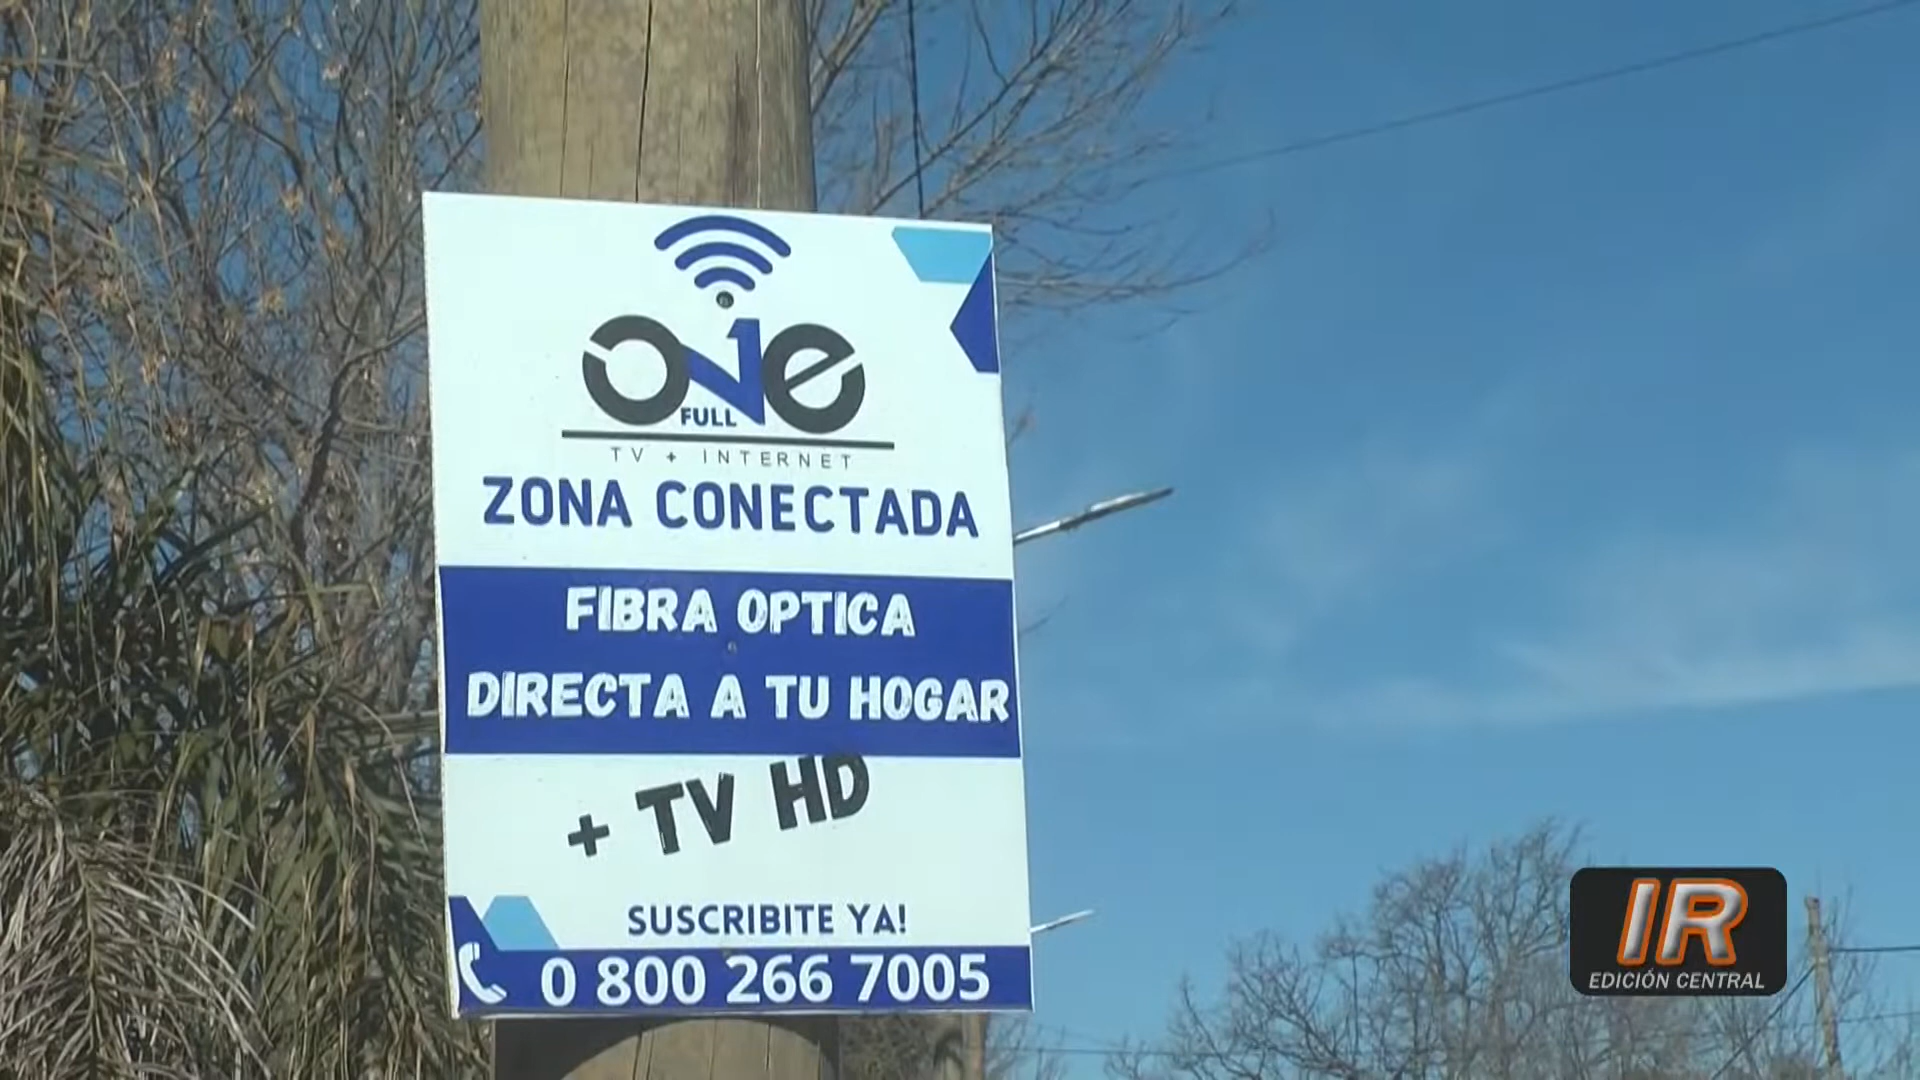 ONE
FULL
TV + INTERNET
ZONA CONECTADA
FIBRA OPTICA
DIRECTA A TU HOGAR
+ TV HD
SUSCRIBITE YA!
0 800 266 7005
IR
EDICIÓN CENTRAL